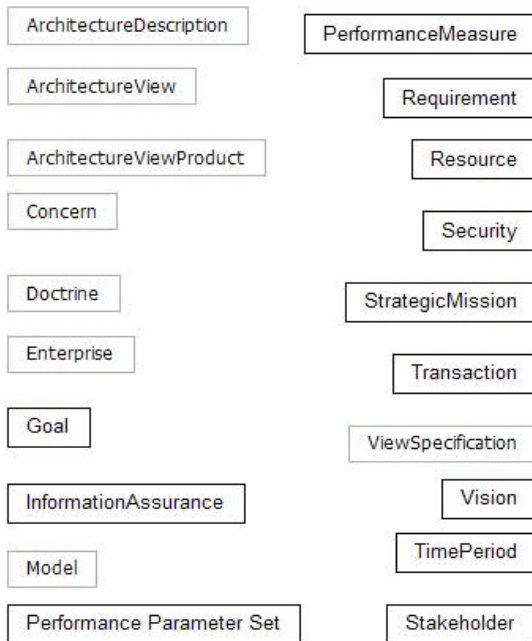 ArchitectureDescription
ArchitectureView
ArchitectureViewProduct
Concern
Doctrine
Enterprise
Goal
InformationAssurance
Model
Performance Parameter Set
PerformanceMeasure
Requirement
Resource
Security
StrategicMission
Transaction
ViewSpecification
Vision
TimePeriod
Stakeholder